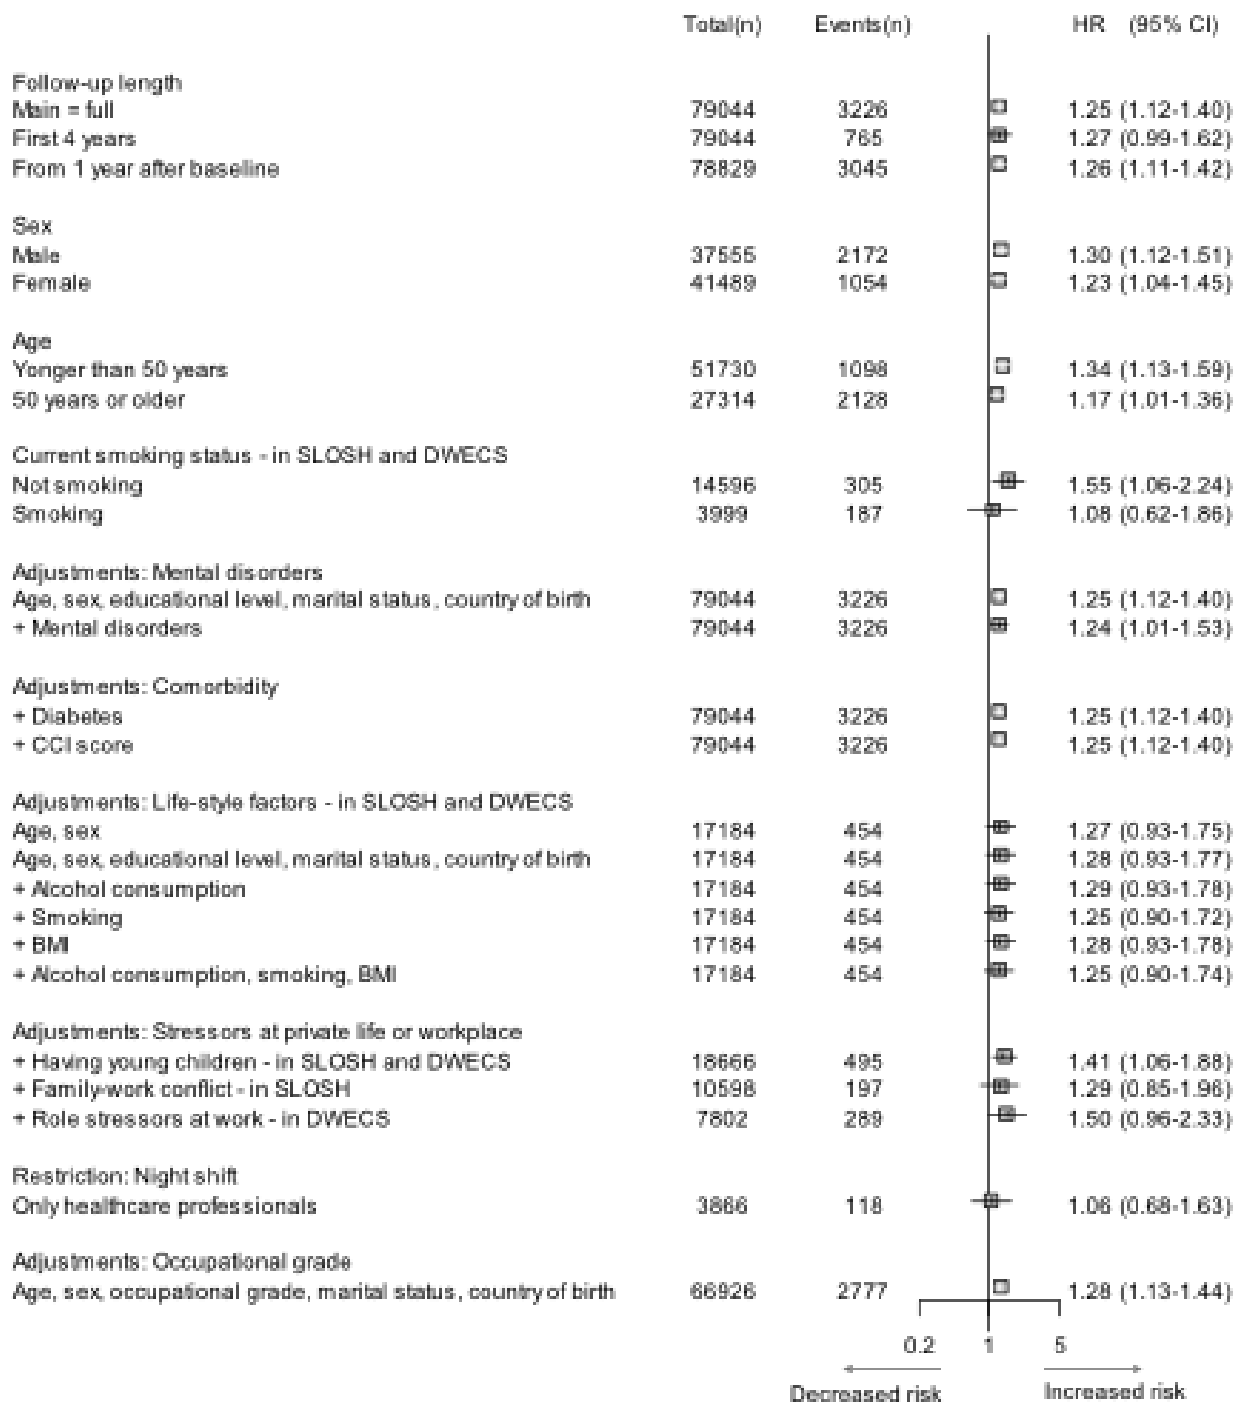 Total(n) Events(n) HR (95% CI)
Follow-up length
Main = full 79044 3226 1.25 (1.12-1.40)
First 4 years 79044 765 1.27 (0.99-1.62)
From 1 year after baseline 78829 3045 1.26 (1.11-1.42)
Sex
Male 37555 2172 1.30 (1.12-1.51)
Female 41489 1054 1.23 (1.04-1.45)
Age
Yonger than 50 years 51730 1098 1.34 (1.13-1.59)
50 years or older 27314 2128 1.17 (1.01-1.36)
Current smoking status - in SLOSH and DWECS
Not smoking 14596 305 1.55 (1.06-2.24)
Smoking 3999 187 1.08 (0.62-1.86)
Adjustments: Mental disorders
Age, sex, educational level, marital status, country of birth 79044 3226 1.25 (1.12-1.40)
+ Mental disorders 79044 3226 1.24 (1.01-1.53)
Adjustments: Comorbidity
+ Diabetes 79044 3226 1.25 (1.12-1.40)
+ CCI score 79044 3226 1.25 (1.12-1.40)
Adjustments: Life-style factors - in SLOSH and DWECS
Age, sex 17184 454 1.27 (0.93-1.75)
Age, sex, educational level, marital status, country of birth 17184 454 1.28 (0.93-1.77)
+ Alcohol consumption 17184 454 1.29 (0.93-1.78)
+ Smoking 17184 454 1.25 (0.90-1.72)
+ BMI 17184 454 1.28 (0.93-1.78)
+ Alcohol consumption, smoking, BMI 17184 454 1.25 (0.90-1.74)
Adjustments: Stressors at private life or workplace
+ Having young children - in SLOSH and DWECS 18666 495 1.41 (1.06-1.88)
+ Family-work conflict - in SLOSH 10598 197 1.29 (0.85-1.96)
+ Role stressors at work - in DWECS 7802 289 1.50 (0.96-2.33)
Restriction: Night shift
Only healthcare professionals 3866 118 1.06 (0.68-1.63)
Adjustments: Occupational grade
Age, sex, occupational grade, marital status, country of birth 66926 2777 1.28 (1.13-1.44)
0.2 1 5
Decreased risk Increased risk